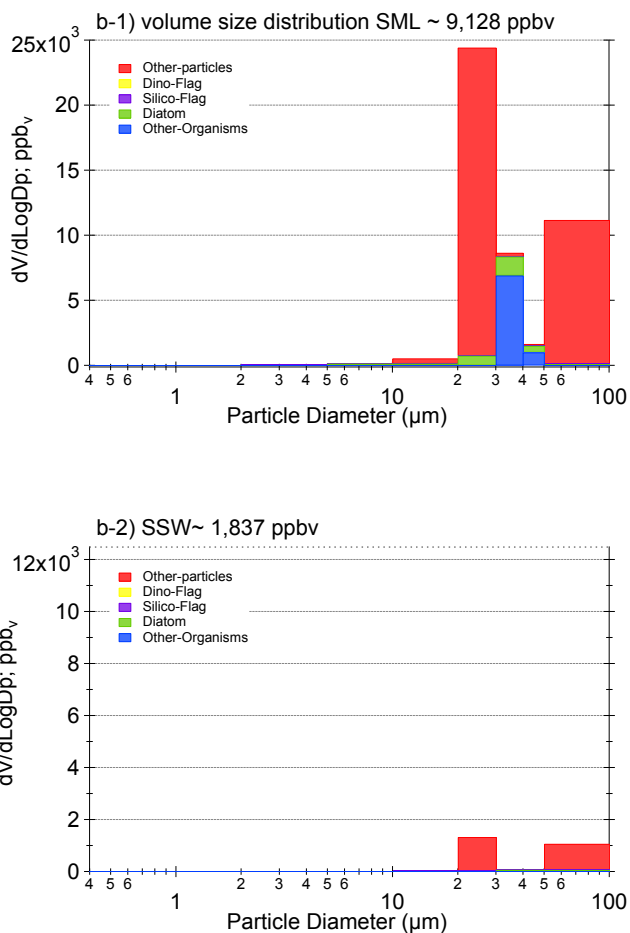 b-1) volume size distribution SML ~ 9,128 ppbv
25x10³
20
15
10
5
0
dV/dLogDp; ppbᵥ
Other-particles
Dino-Flag
Silico-Flag
Diatom
Other-Organisms
4 5 6 2 3 4 5 6 2 3 4 5 6
1 10 100
Particle Diameter (µm)
b-2) SSW~ 1,837 ppbv
12x10³
10
8
6
4
2
0
dV/dLogDp; ppbᵥ
Other-particles
Dino-Flag
Silico-Flag
Diatom
Other-Organisms
4 5 6 2 3 4 5 6 2 3 4 5 6
1 10 100
Particle Diameter (µm)